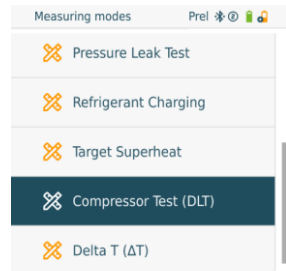 Measuring modes Prel
Pressure Leak Test
Refrigerant Charging
Target Superheat
Compressor Test (DLT)
Delta T (ΔT)